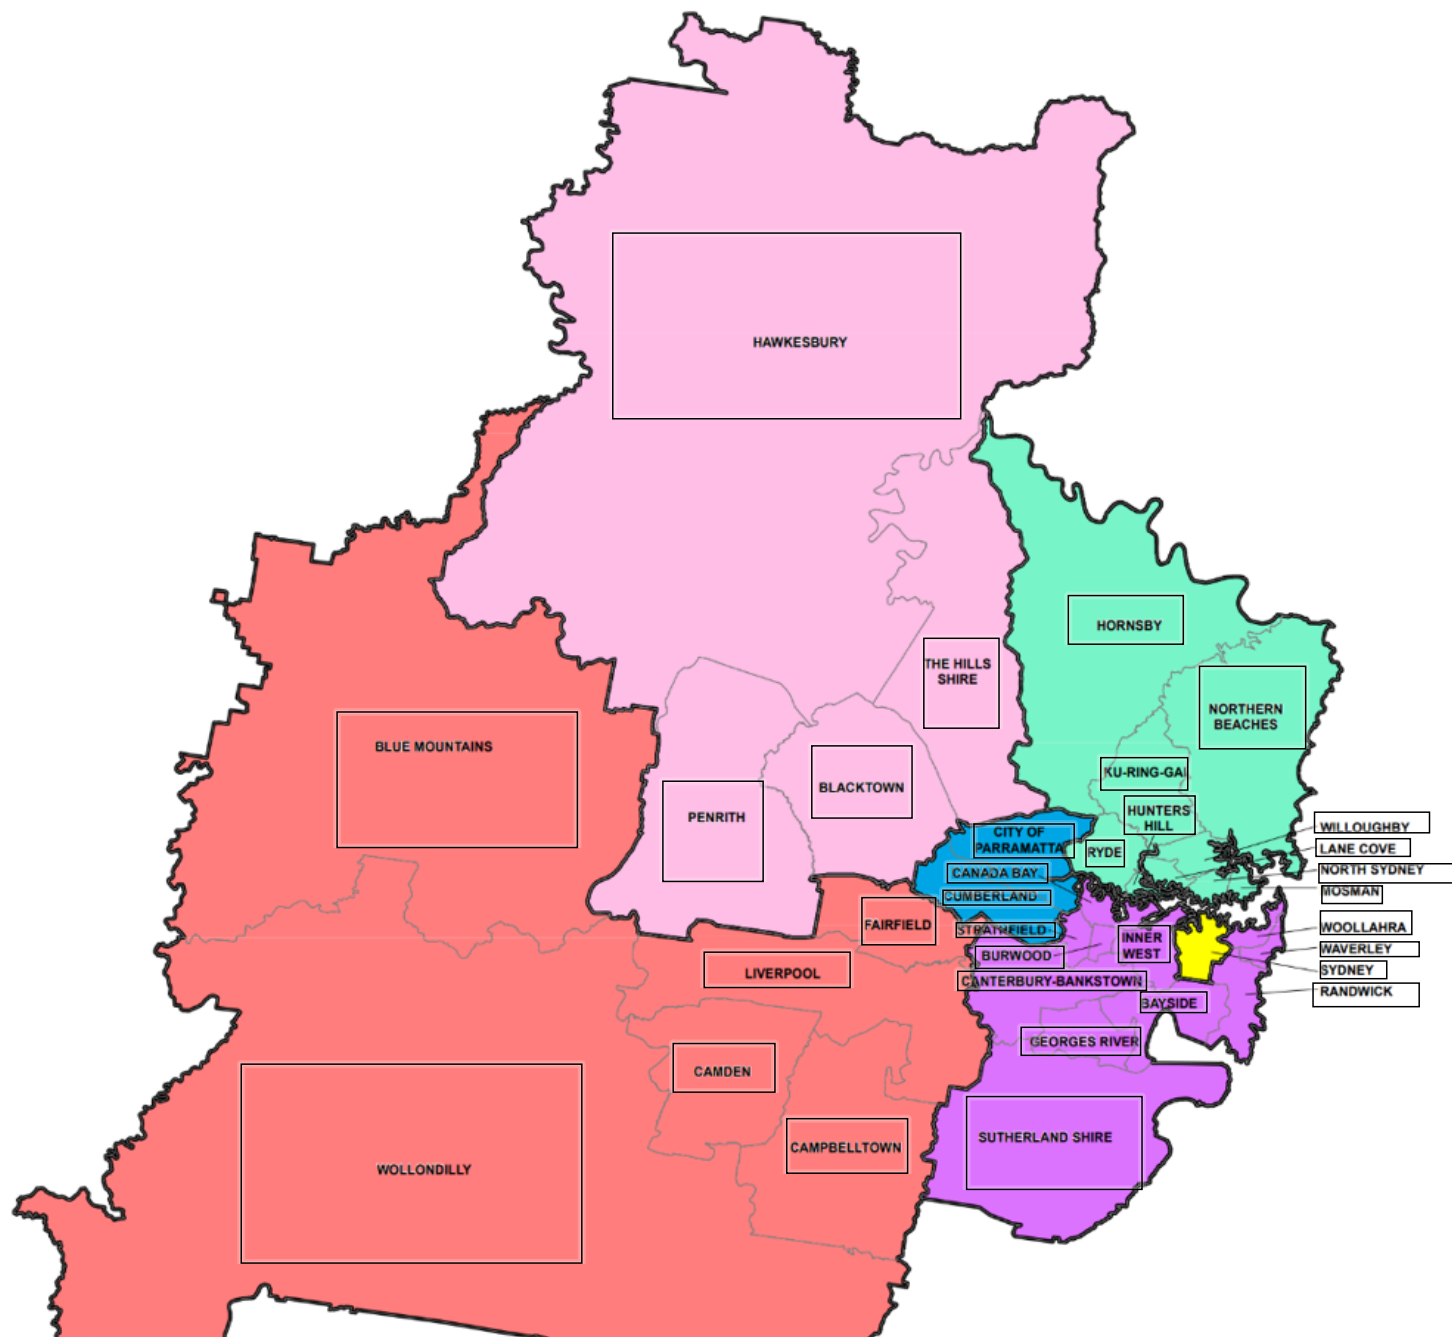 HAWKESBURY
HORNSBY
THE HILLS
SHIRE
NORTHERN
BEACHES
BLUE MOUNTAINS
KU-RING-GAI
BLACKTOWN
PENRITH
HUNTERS
HILL
WILLOUGHBY
CITY OF
PARRAMATTA
RYDE
LANE COVE
CANADA BAY
NORTH SYDNEY
CUMBERLAND
MOSMAN
FAIRFIELD
STRATHFIELD
INNER
WEST
WOOLLAHRA
BURWOOD
WAVERLEY
LIVERPOOL
SYDNEY
CANTERBURY-BANKSTOWN
RANDWICK
BAYSIDE
GEORGES RIVER
CAMDEN
SUTHERLAND SHIRE
CAMPBELLTOWN
WOLLONDILLY